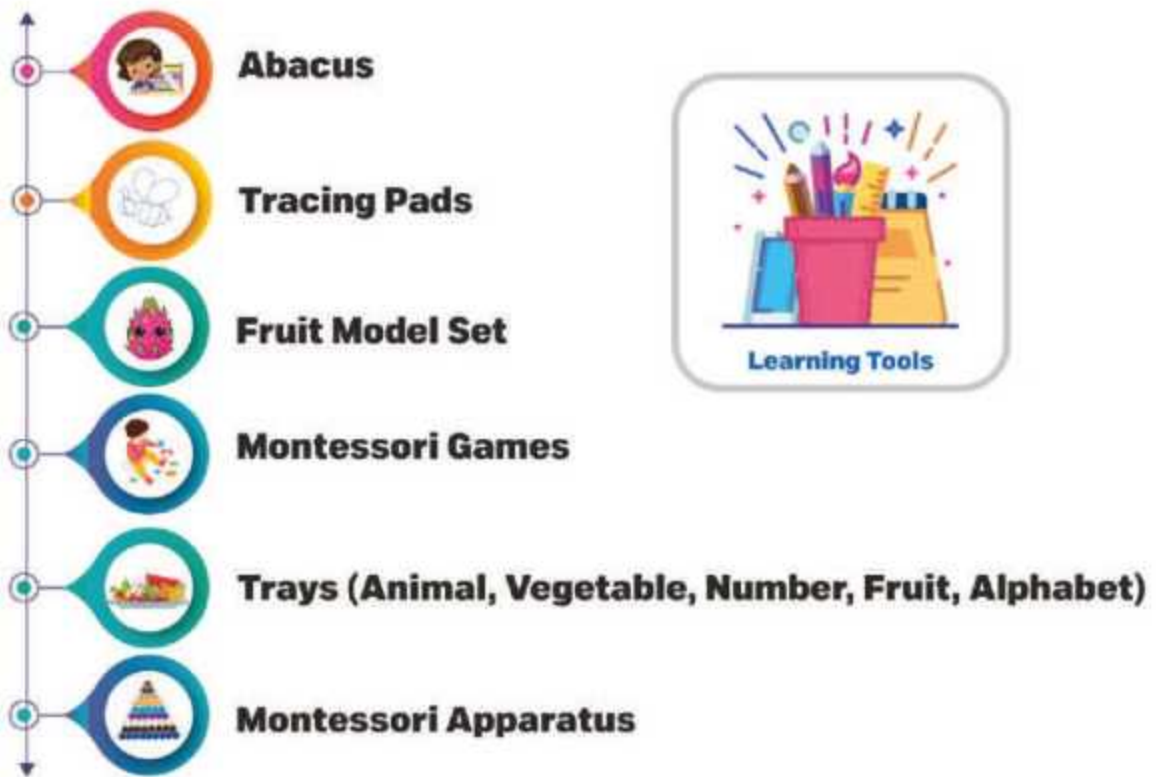 Abacus
Tracing Pads
Fruit Model Set
Montessori Games
Trays (Animal, Vegetable, Number, Fruit, Alphabet)
Montessori Apparatus
Learning Tools